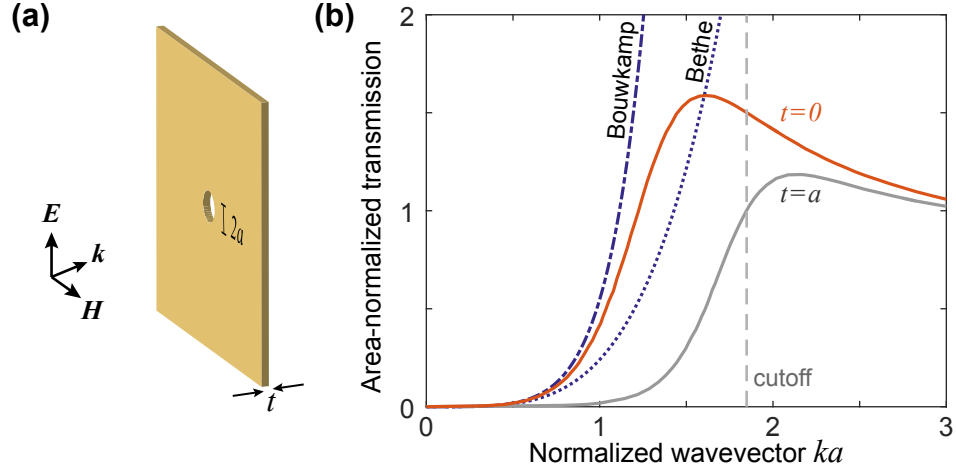 (a)
E
k
H
2a
t
(b)
Area-normalized transmission
2
1
0
Bouwkamp
Bethe
t=0
t=a
cutoff
0
1
2
3
Normalized wavevector ka